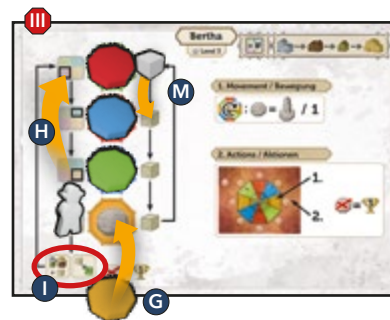 III
Bertha
Level 3
1. Movement / Bewegung
: = / 1
2. Actions / Aktionen
1.
2.
=
H
M
I
G